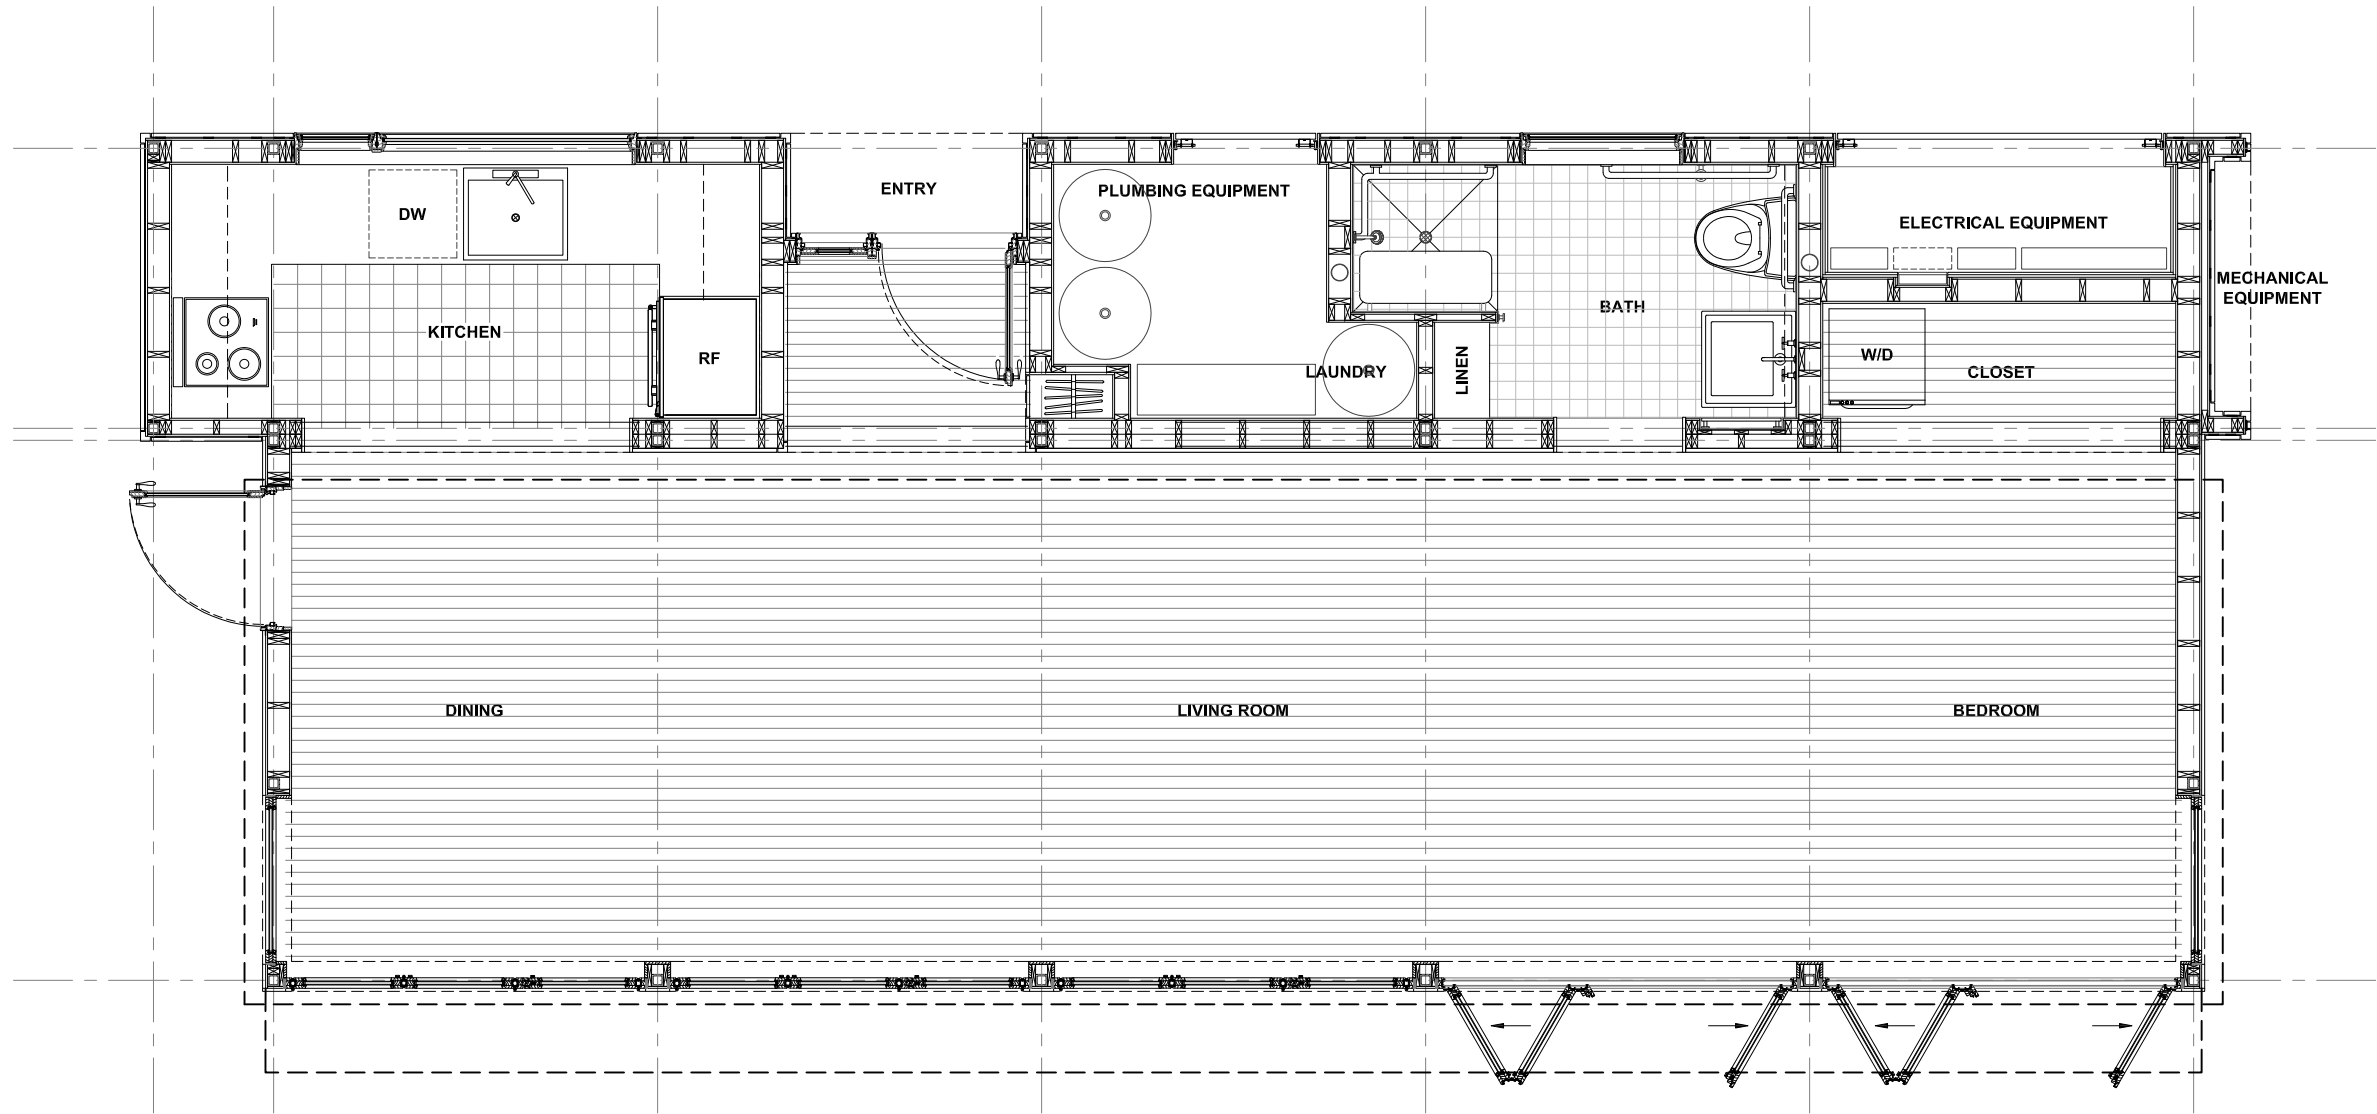 ENTRY
PLUMBING EQUIPMENT
DW
ELECTRICAL EQUIPMENT
MECHANICAL
EQUIPMENT
BATH
KITCHEN
RF
W/D
LAUNDRY
LINEN
CLOSET
DINING
LIVING ROOM
BEDROOM